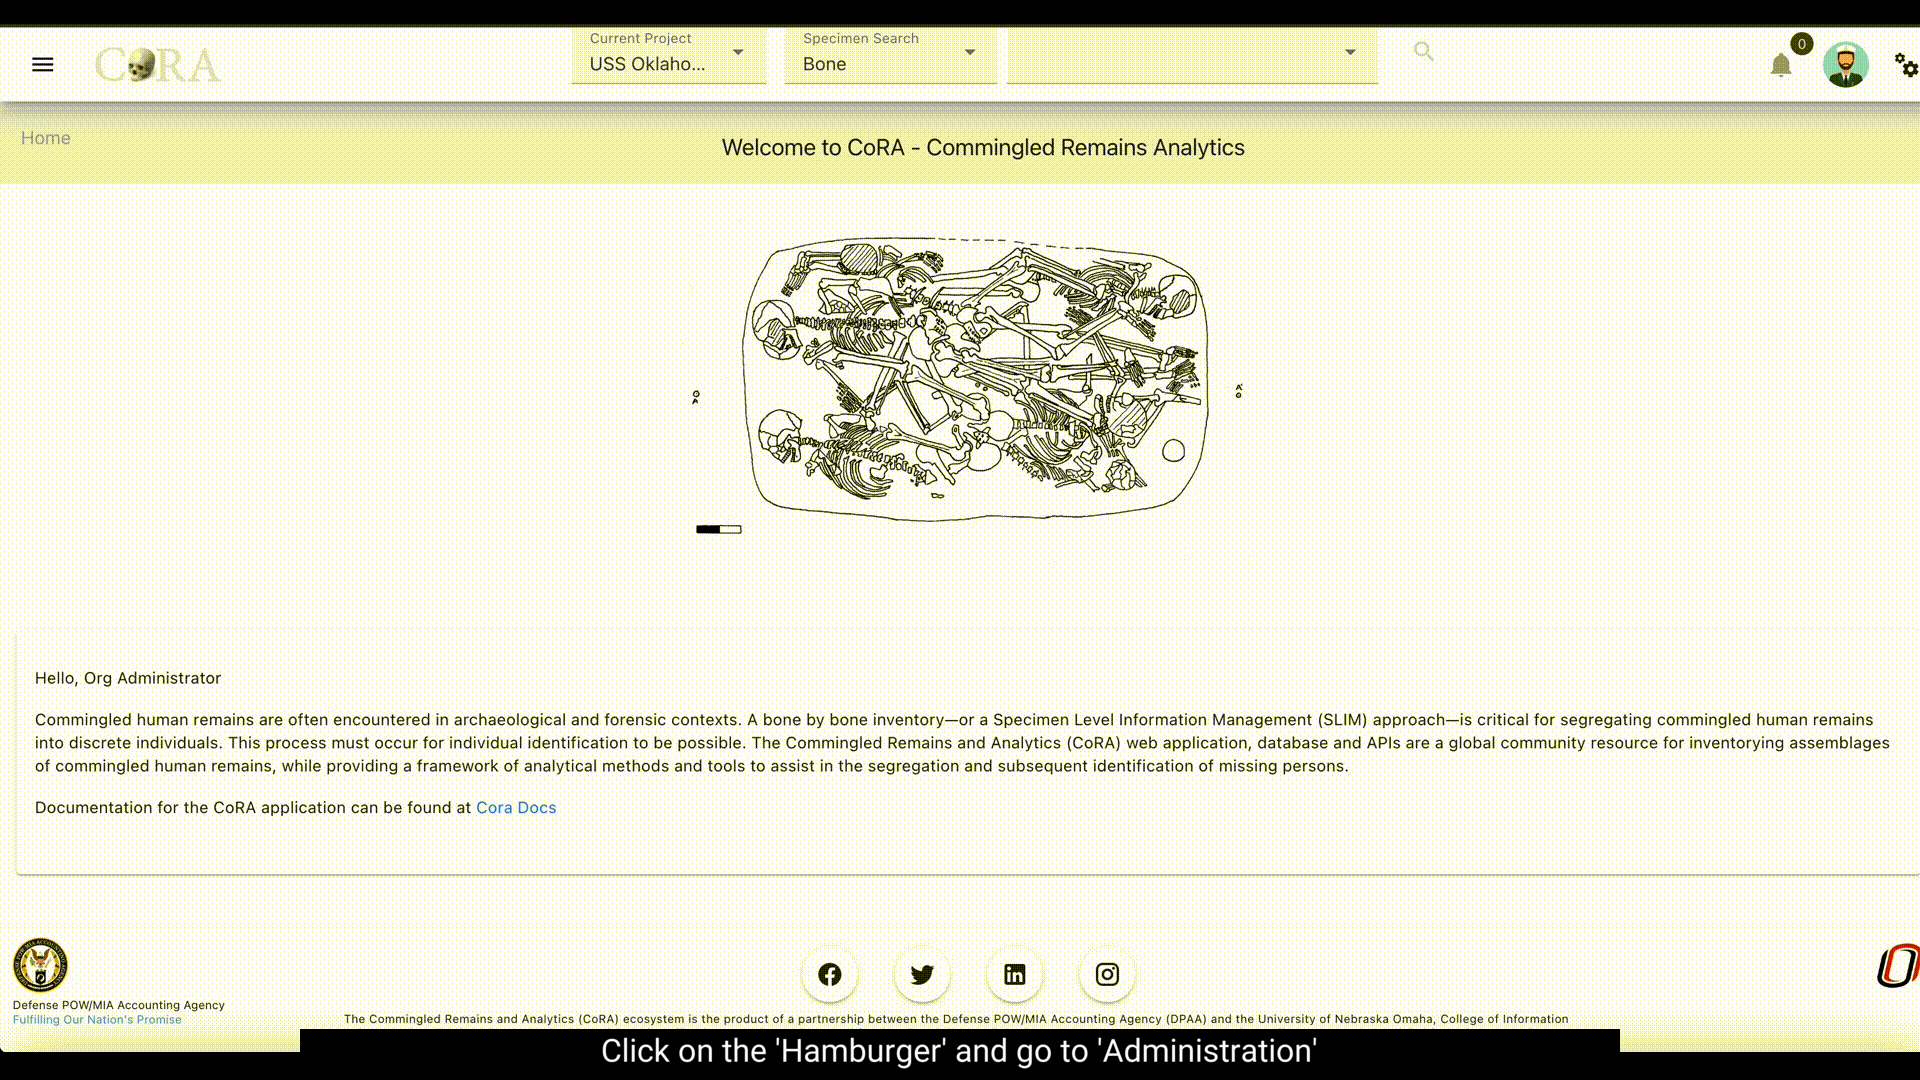 CORA
Current Project
USS Oklaho...
Specimen Search
Bone
0
Home
Welcome to CoRA - Commingled Remains Analytics
A
A'
Hello, Org Administrator
Commingled human remains are often encountered in archaeological and forensic contexts. A bone by bone inventory—or a Specimen Level Information Management (SLIM) approach—is critical for segregating commingled human remains
into discrete individuals. This process must occur for individual identification to be possible. The Commingled Remains and Analytics (CoRA) web application, database and APIs are a global community resource for inventorying assemblages
of commingled human remains, while providing a framework of analytical methods and tools to assist in the segregation and subsequent identification of missing persons.
Documentation for the CoRA application can be found at Cora Docs
Defense POW/MIA Accounting Agency
Fulfilling Our Nation's Promise
The Commingled Remains and Analytics (CoRA) ecosystem is the product of a partnership between the Defense POW/MIA Accounting Agency (DPAA) and the University of Nebraska Omaha, College of Information
Click on the 'Hamburger' and go to 'Administration'